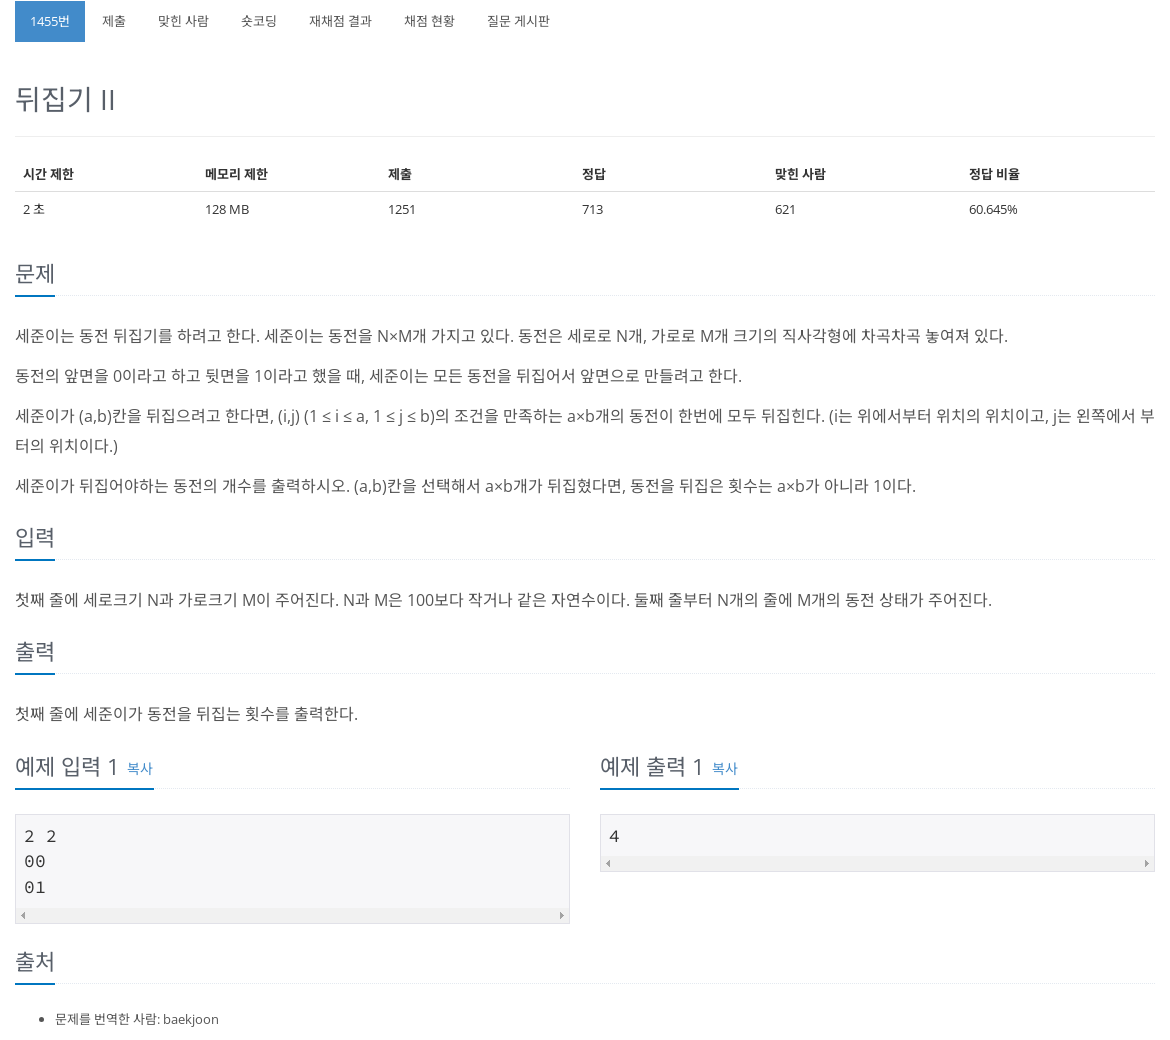 1455번 제출 맞힌 사람 숏코딩 재채점 결과 채점 현황 질문 게시판
뒤집기 II
시간 제한 메모리 제한 제출 정답 맞힌 사람 정답 비율
2 초 128 MB 1251 713 621 60.645%
문제
세준이는 동전 뒤집기를 하려고 한다. 세준이는 동전을 N×M개 가지고 있다. 동전은 세로로 N개, 가로로 M개 크기의 직사각형에 차곡차곡 놓여져 있다.
동전의 앞면을 0이라고 하고 뒷면을 1이라고 했을 때, 세준이는 모든 동전을 뒤집어서 앞면으로 만들려고 한다.
세준이가 (a,b)칸을 뒤집으려고 한다면, (i,j) (1 ≤ i ≤ a, 1 ≤ j ≤ b)의 조건을 만족하는 a×b개의 동전이 한번에 모두 뒤집힌다. (i는 위에서부터 위치의 위치이고, j는 왼쪽에서 부
터의 위치이다.)
세준이가 뒤집어야하는 동전의 개수를 출력하시오. (a,b)칸을 선택해서 a×b개가 뒤집혔다면, 동전을 뒤집은 횟수는 a×b가 아니라 1이다.
입력
첫째 줄에 세로크기 N과 가로크기 M이 주어진다. N과 M은 100보다 작거나 같은 자연수이다. 둘째 줄부터 N개의 줄에 M개의 동전 상태가 주어진다.
출력
첫째 줄에 세준이가 동전을 뒤집는 횟수를 출력한다.
예제 입력 1 복사
2 2
00
01
예제 출력 1 복사
4
출처
• 문제를 번역한 사람: baekjoon